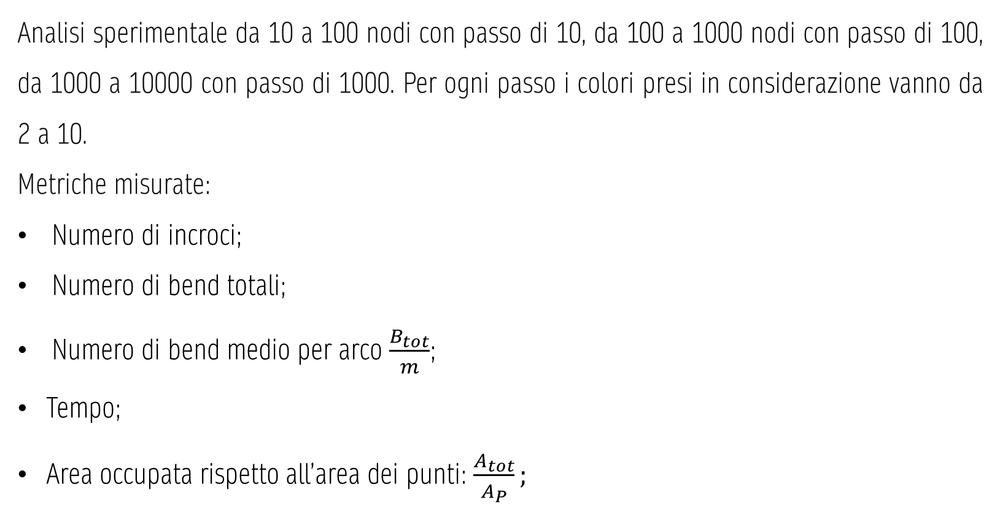 Analisi sperimentale da 10 a 100 nodi con passo di 10, da 100 a 1000 nodi con passo di 100,
da 1000 a 10000 con passo di 1000. Per ogni passo i colori presi in considerazione vanno da
2 a 10.
Metriche misurate:
• Numero di incroci;
• Numero di bend totali;
• Numero di bend medio per arco $\frac{B_{tot}}{m}$;
• Tempo;
• Area occupata rispetto all’area dei punti: $\frac{A_{tot}}{A_P}$ ;